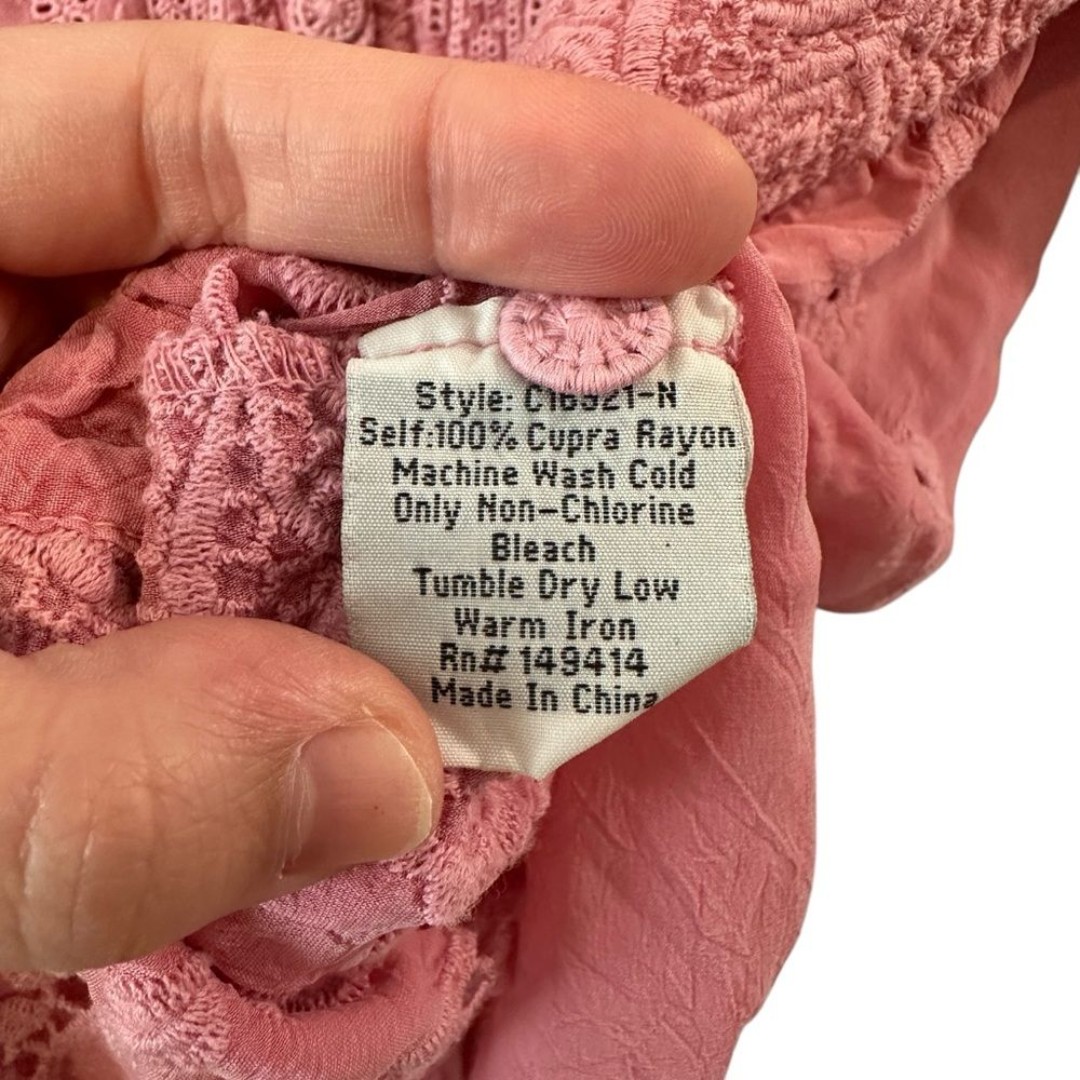 Style: C16921-N
Self:100% Cupra Rayon
Machine Wash Cold
Only Non-Chlorine
Bleach
Tumble Dry Low
Warm Iron
Rn# 149414
Made In China